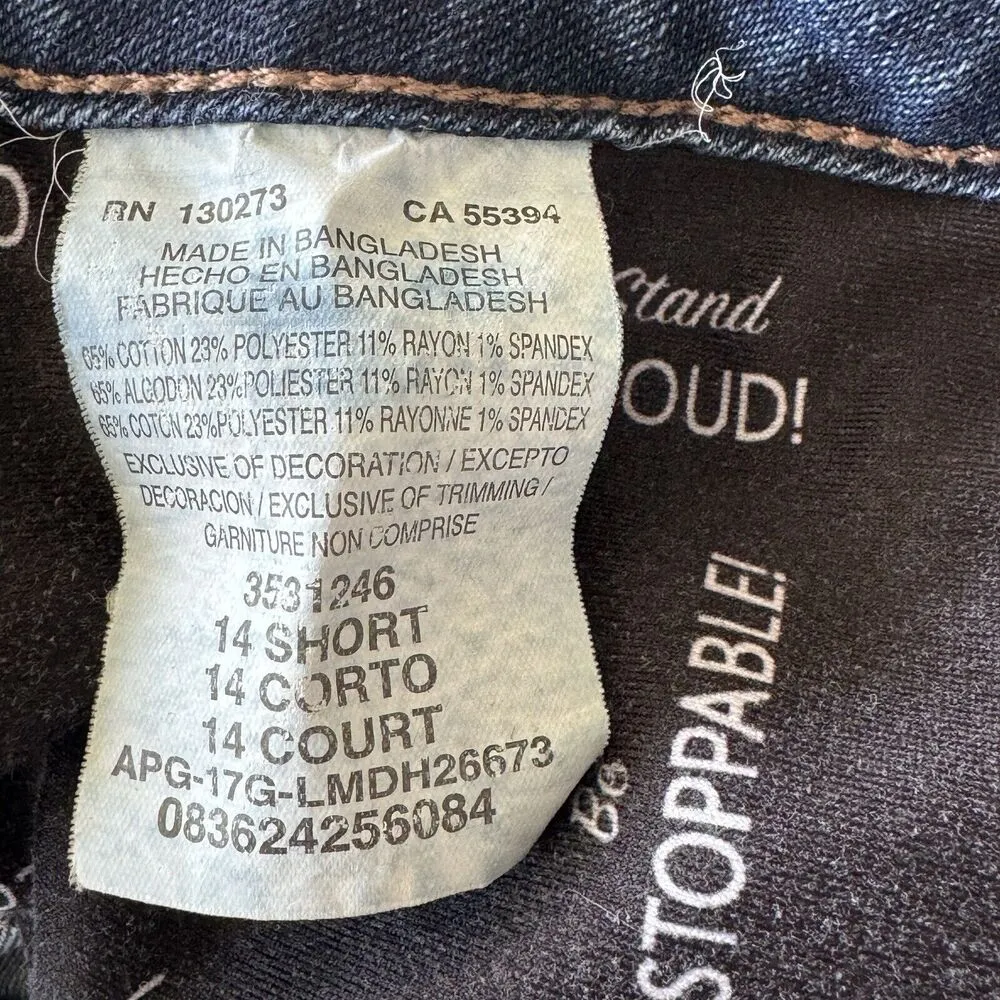 RN 130273 CA 55394
MADE IN BANGLADESH
HECHO EN BANGLADESH
FABRIQUE AU BANGLADESH
65% COTTON 23% POLYESTER 11% RAYON 1% SPANDEX
65% ALGODON 23% POLIESTER 11% RAYON 1% SPANDEX
65% COTON 23% POLYESTER 11% RAYONNE 1% SPANDEX
EXCLUSIVE OF DECORATION / EXCEPTO
DECORACION / EXCLUSIVE OF TRIMMING /
GARNITURE NON COMPRISE
3531246
14 SHORT
14 CORTO
14 COURT
APG-17G-LMDH26673
083624256084
Stand
OUD!
Be
STOPPABLE!